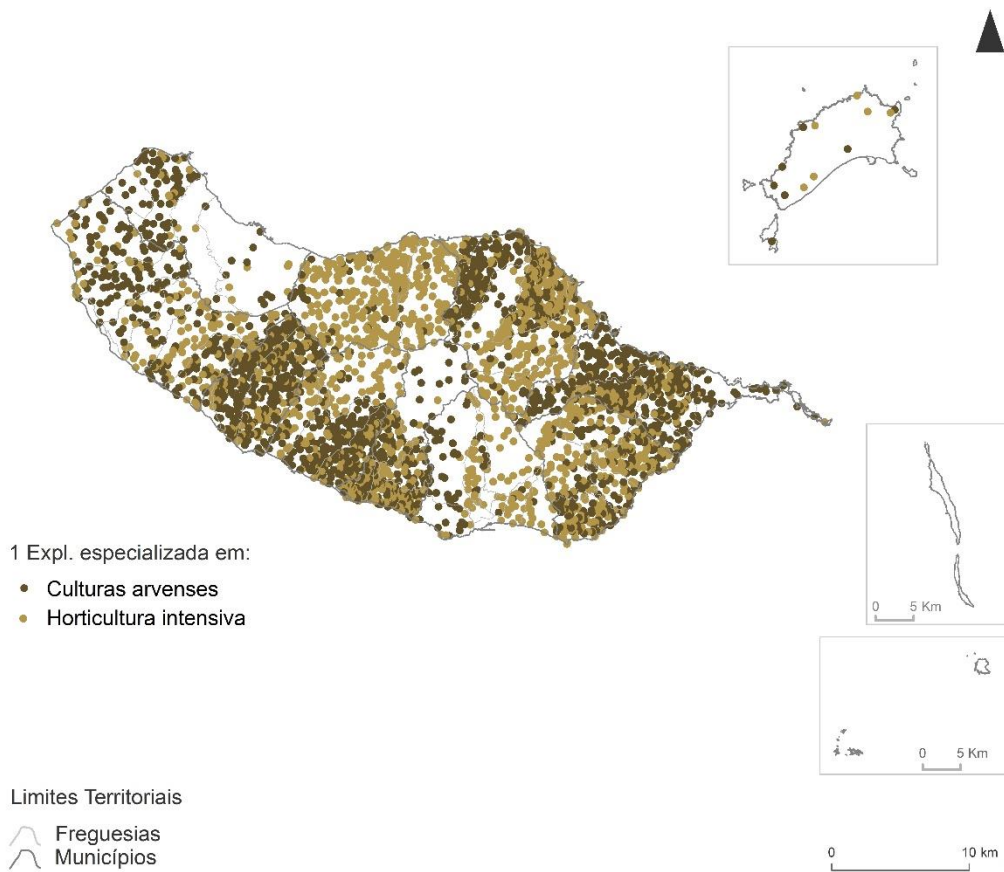 0 5 Km
1 Expl. especializada em:
Culturas arvenses
Horticultura intensiva
0 5 Km
Limites Territoriais
Freguesias
Municípios
0 10 km